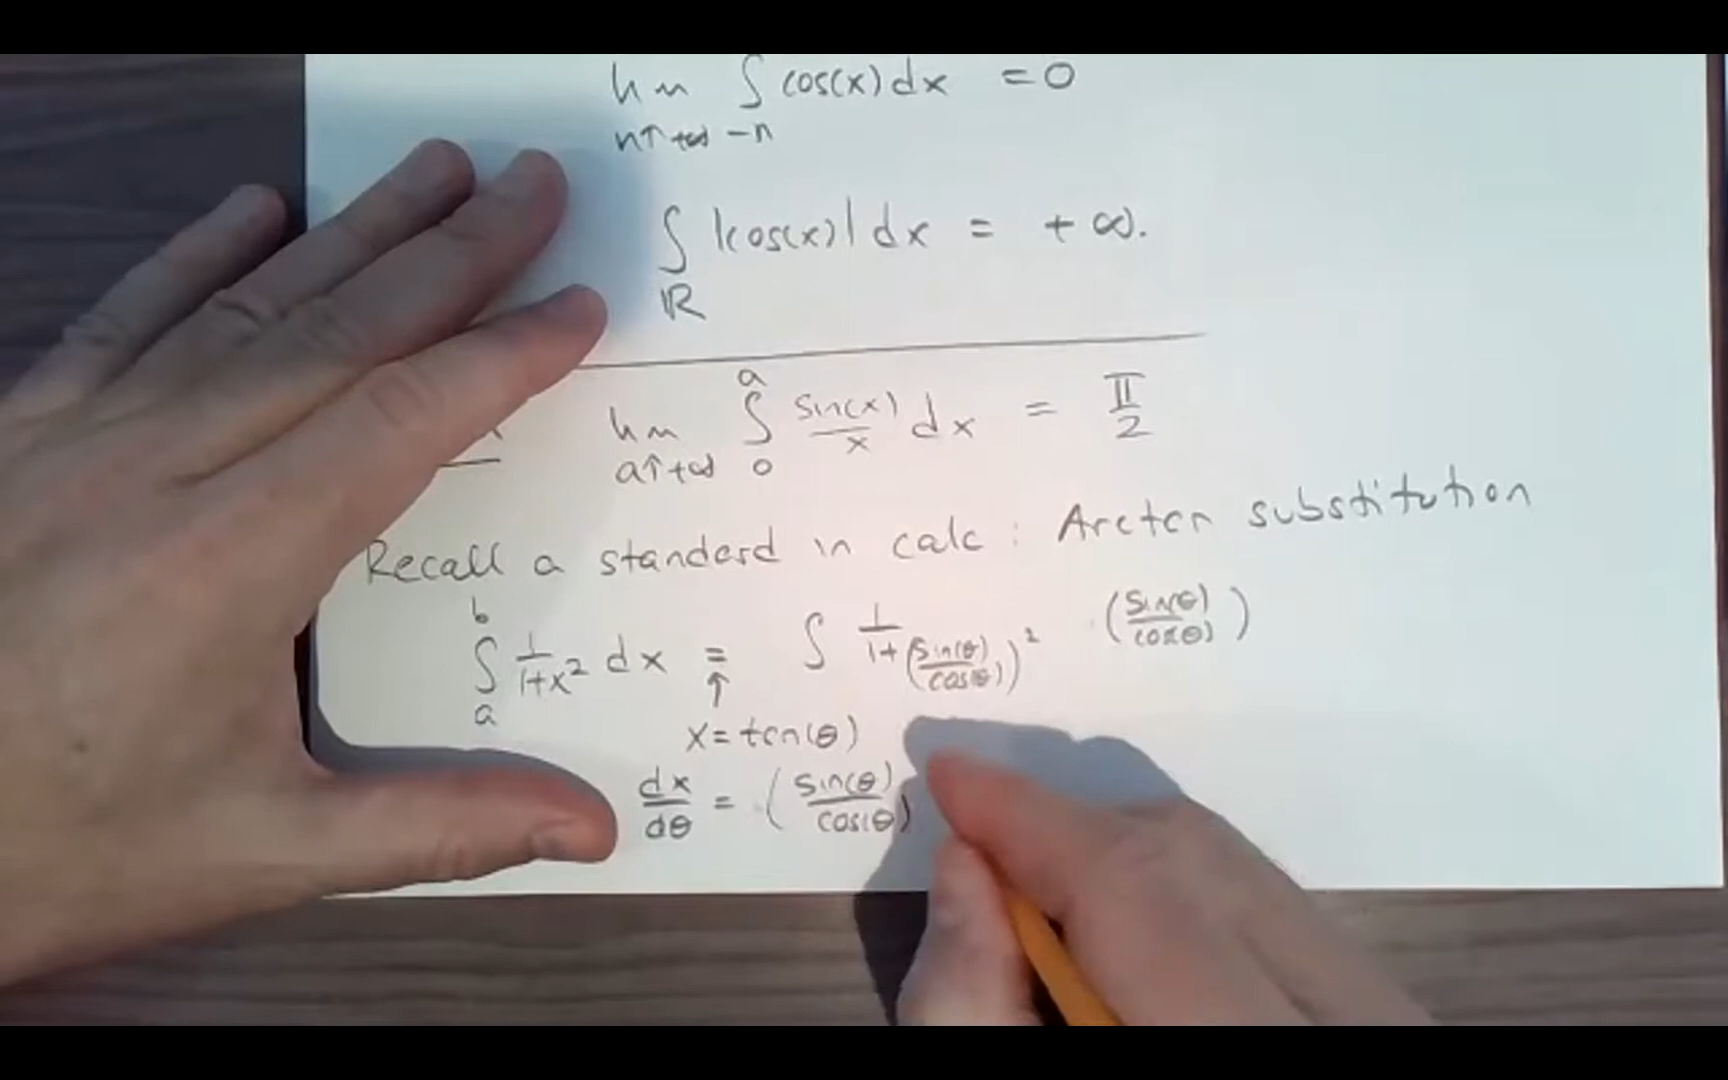 lim ∫ cos(x) dx = 0
n↑+∞ -n
∫ |cos(x)| dx = +∞.
ℝ
lim ∫ sin(x)/x dx = π/2
a↑+∞ 0 a
Recall a standard in calc : Arctan substitution
∫_a^b 1/(1+x²) dx = ∫ 1/(1+(sin(θ)/cos(θ))²) (sin(θ)/cos(θ))
↑
x = tan(θ)
dx/dθ = (sin(θ)/cos(θ)